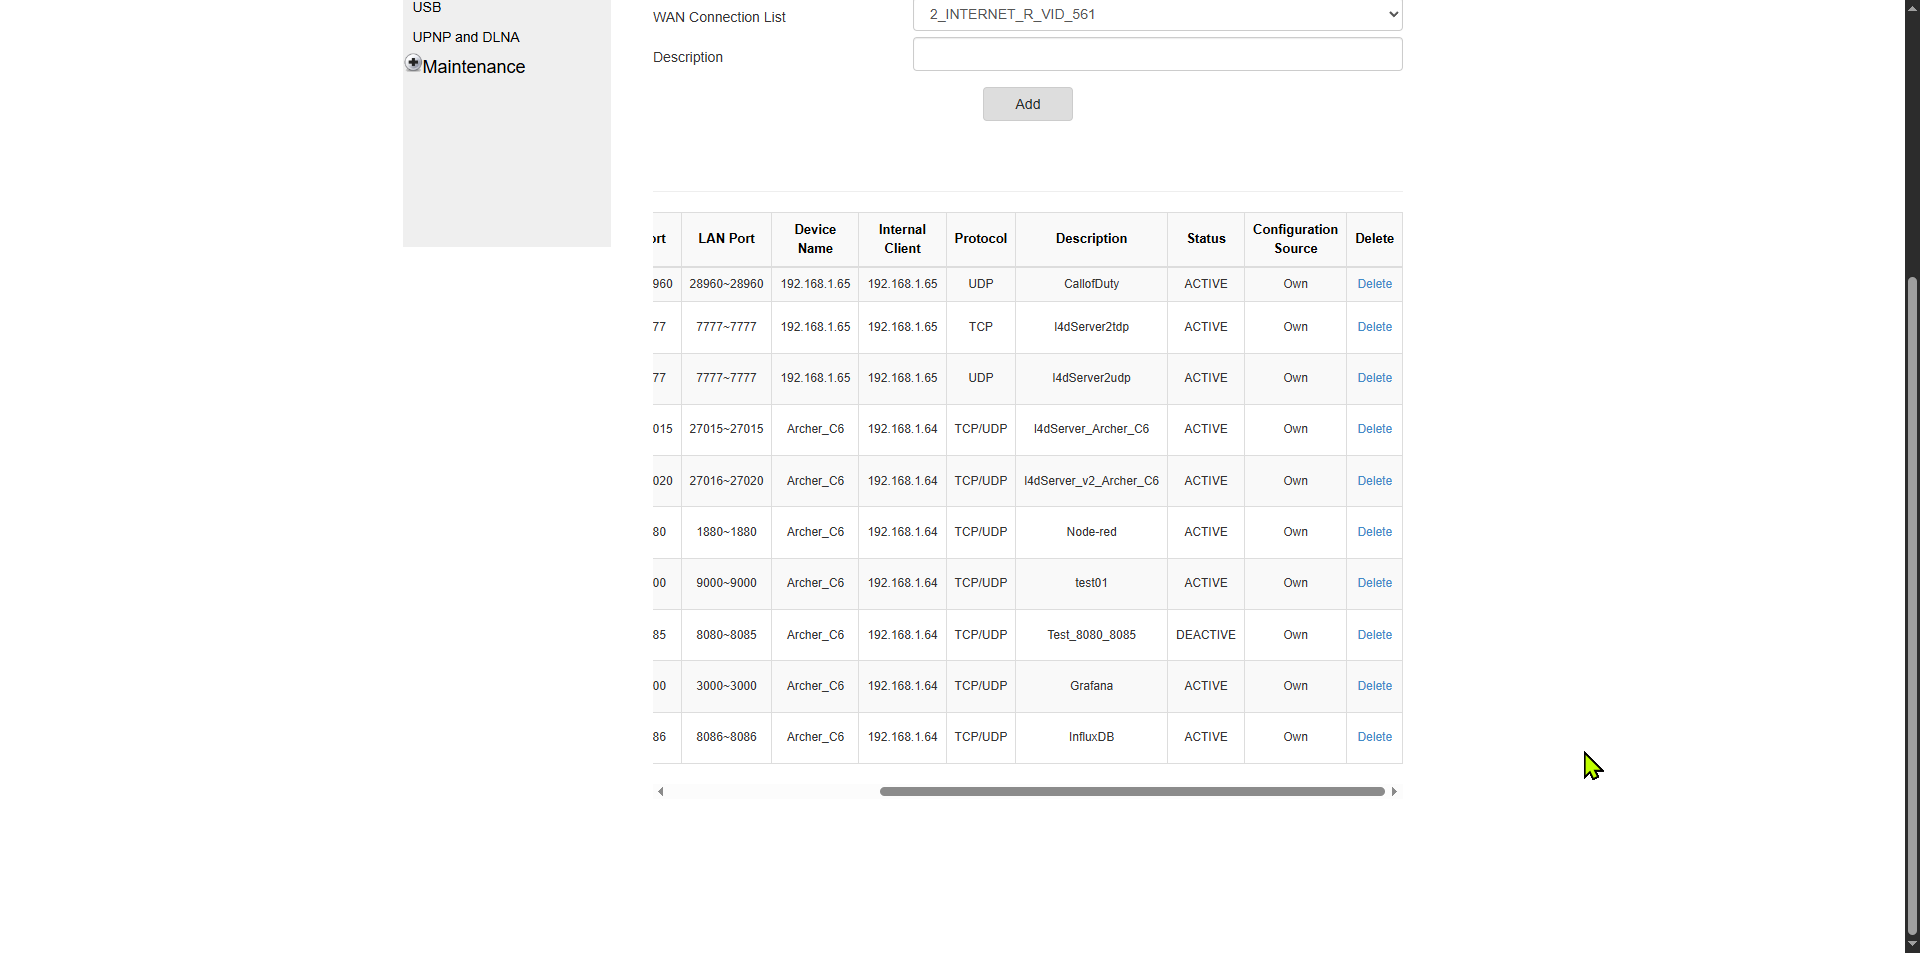 USB
UPNP and DLNA
Maintenance
WAN Connection List 2_INTERNET_R_VID_561
Description
Add
ort LAN Port Device Name Internal Client Protocol Description Status Configuration Source Delete
960 28960~28960 192.168.1.65 192.168.1.65 UDP CallofDuty ACTIVE Own Delete
77 7777~7777 192.168.1.65 192.168.1.65 TCP l4dServer2tdp ACTIVE Own Delete
77 7777~7777 192.168.1.65 192.168.1.65 UDP l4dServer2udp ACTIVE Own Delete
015 27015~27015 Archer_C6 192.168.1.64 TCP/UDP l4dServer_Archer_C6 ACTIVE Own Delete
020 27016~27020 Archer_C6 192.168.1.64 TCP/UDP l4dServer_v2_Archer_C6 ACTIVE Own Delete
80 1880~1880 Archer_C6 192.168.1.64 TCP/UDP Node-red ACTIVE Own Delete
00 9000~9000 Archer_C6 192.168.1.64 TCP/UDP test01 ACTIVE Own Delete
85 8080~8085 Archer_C6 192.168.1.64 TCP/UDP Test_8080_8085 DEACTIVE Own Delete
00 3000~3000 Archer_C6 192.168.1.64 TCP/UDP Grafana ACTIVE Own Delete
86 8086~8086 Archer_C6 192.168.1.64 TCP/UDP InfluxDB ACTIVE Own Delete